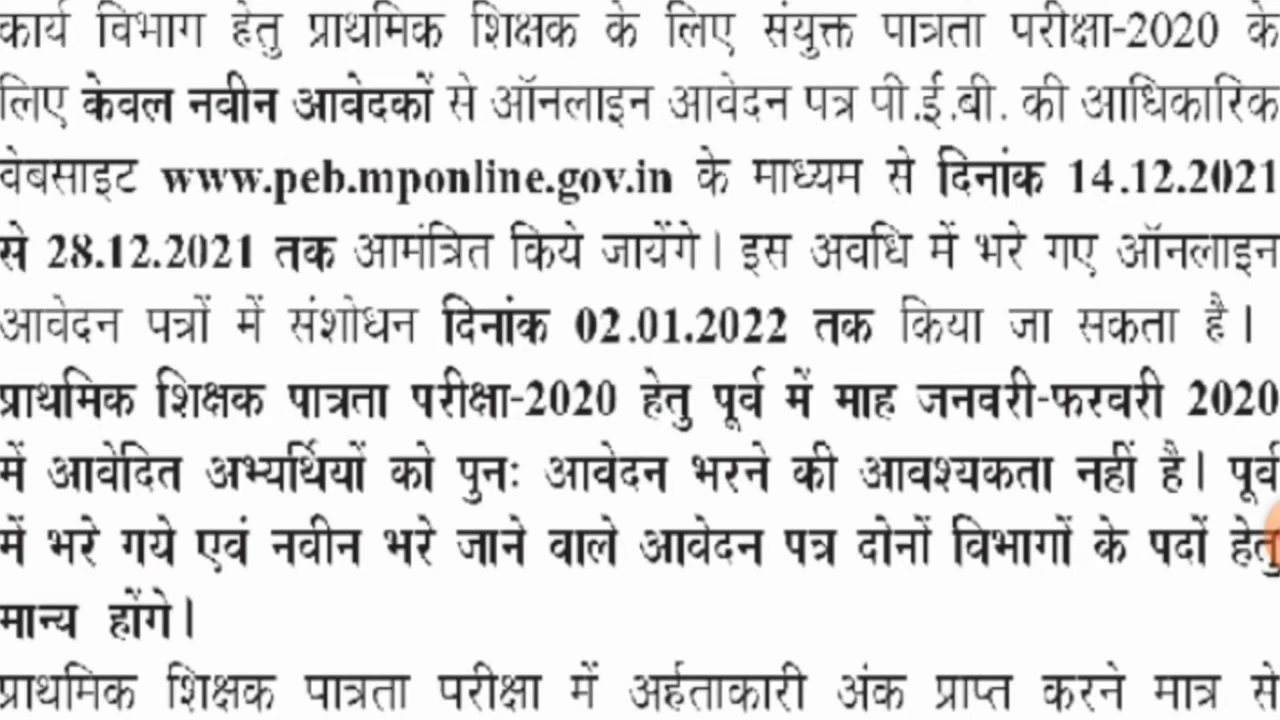 कार्य विभाग हेतु प्राथमिक शिक्षक के लिए संयुक्त पात्रता परीक्षा-2020 के
लिए केवल नवीन आवेदकों से ऑनलाइन आवेदन पत्र पी.ई.बी. की आधिकारिक
वेबसाइट www.peb.mponline.gov.in के माध्यम से दिनांक 14.12.2021
से 28.12.2021 तक आमंत्रित किये जायेंगे। इस अवधि में भरे गए ऑनलाइन
आवेदन पत्रों में संशोधन दिनांक 02.01.2022 तक किया जा सकता है।
प्राथमिक शिक्षक पात्रता परीक्षा-2020 हेतु पूर्व में माह जनवरी-फरवरी 2020
में आवेदित अभ्यर्थियों को पुनः आवेदन भरने की आवश्यकता नहीं है। पूर्व
में भरे गये एवं नवीन भरे जाने वाले आवेदन पत्र दोनों विभागों के पदों हेतु
मान्य होंगे।
प्राथमिक शिक्षक पात्रता परीक्षा में अर्हताकारी अंक प्राप्त करने मात्र से